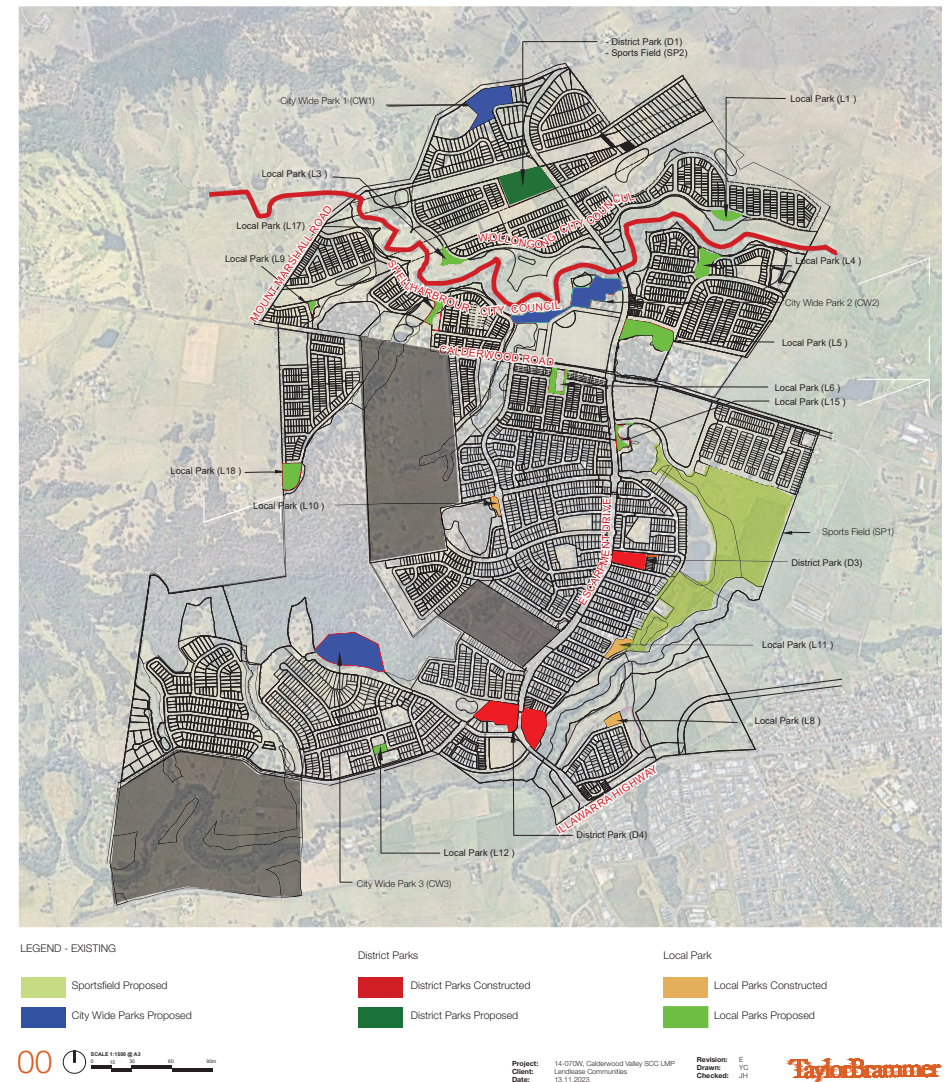 - District Park (D1)
- Sports Field (SP2)
City Wide Park 1 (CW1)
Local Park (L1 )
Local Park (L3 )
Local Park (L17)
WOLLONGONG CITY COUNCIL
MOUNT MARSHALL ROAD
Local Park (L9 )
Local Park (L4 )
SHELLHARBOUR CITY COUNCIL
City Wide Park 2 (CW2)
Local Park (L5 )
CALDERWOOD ROAD
Local Park (L6 )
Local Park (L15 )
Local Park (L18 )
Local Park (L10 )
Sports Field (SP1)
ESCARPMENT DRIVE
District Park (D3)
Local Park (L11 )
Local Park (L8 )
ILLAWARRA HIGHWAY
District Park (D4)
Local Park (L12 )
City Wide Park 3 (CW3)
LEGEND - EXISTING
Sportsfield Proposed
City Wide Parks Proposed
District Parks
District Parks Constructed
District Parks Proposed
Local Park
Local Parks Constructed
Local Parks Proposed
00
SCALE 1:1500 @ A3
0 15 30 60 90m
Project: 14-070W, Calderwood Valley SCC LMP
Client: Lendlease Communities
Date: 13.11.2023
Revision: E
Drawn: YC
Checked: JH
TaylorBrammer